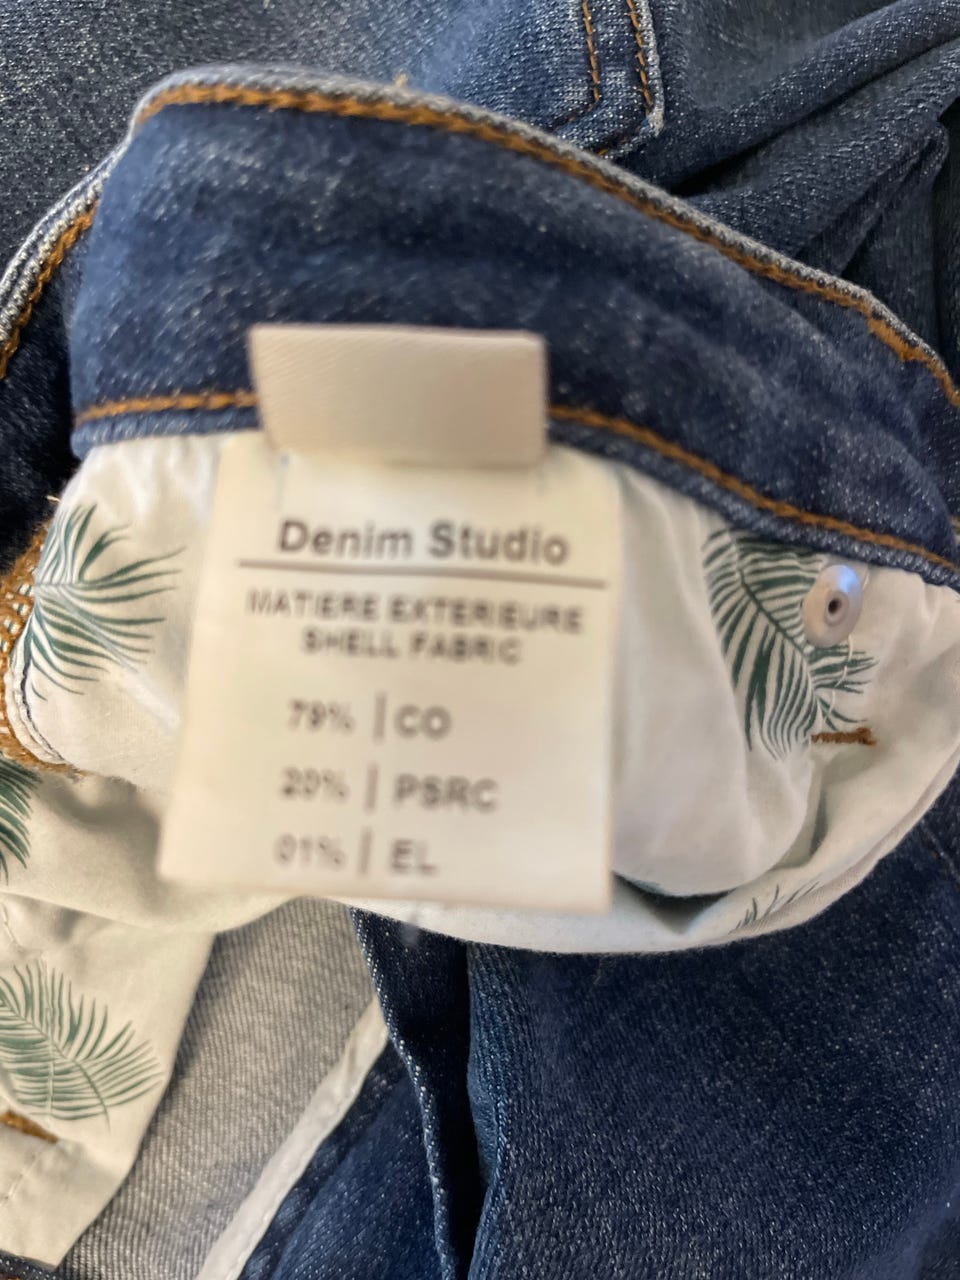 Denim Studio
MATIERE EXTERIEURE
SHELL FABRIC
79% | CO
20% | PSRC
01% | EL